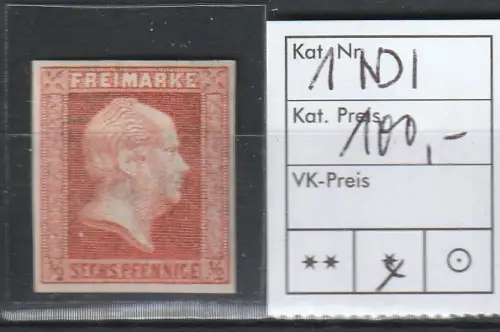 FREIMARKE
½ SECHS PFENNIGE ½
Kat. Nr.
1 ND1
Kat. Preis
100,-
VK-Preis
** * ⊙